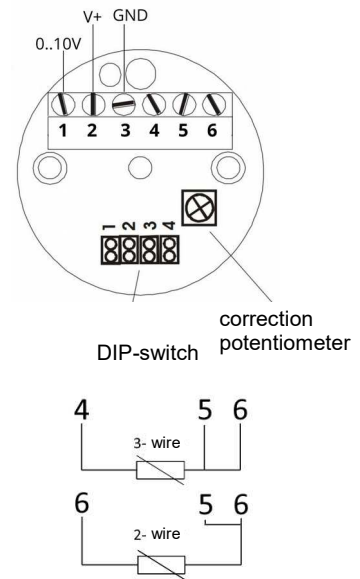 V+ GND
0..10V
1 2 3 4 5 6
1 2 3 4
correction
potentiometer
DIP-switch
4 5 6
3- wire
6 5 6
2- wire